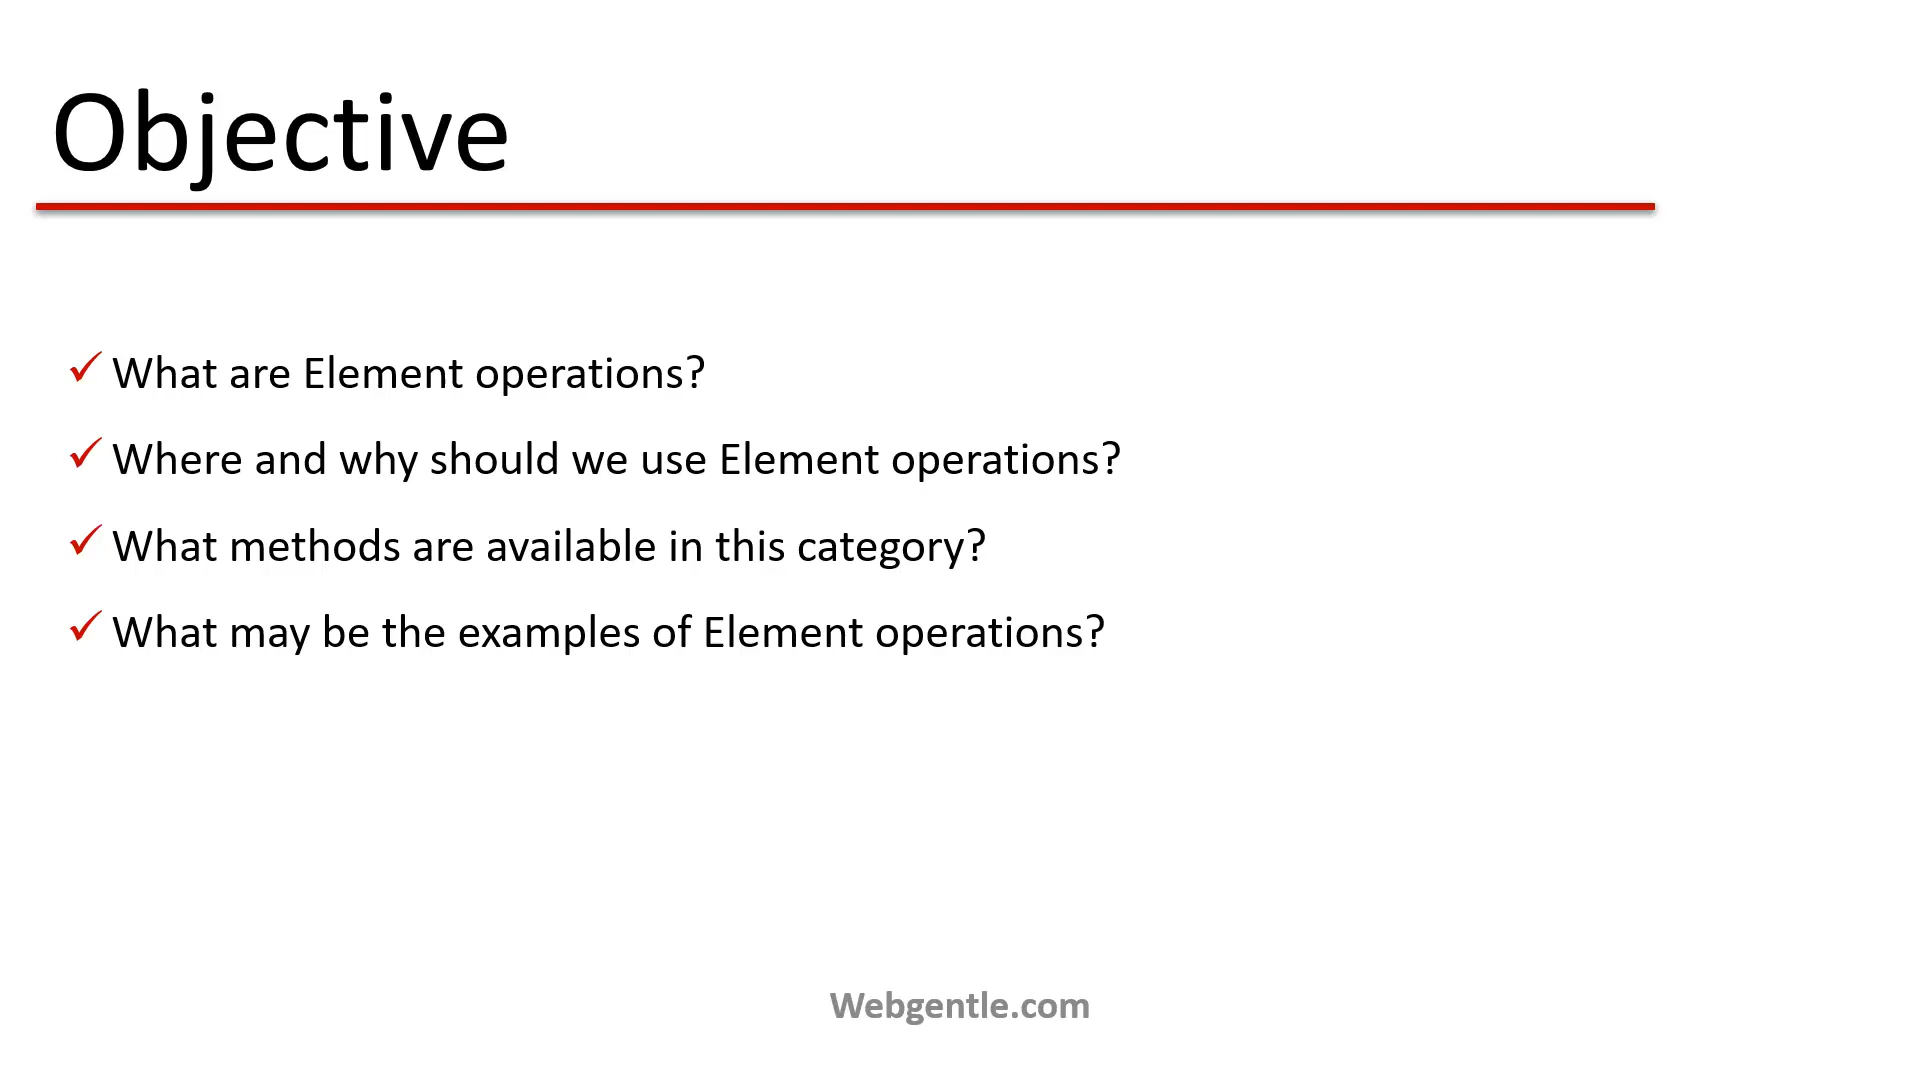 Objective
✓ What are Element operations?
✓ Where and why should we use Element operations?
✓ What methods are available in this category?
✓ What may be the examples of Element operations?
Webgentle.com